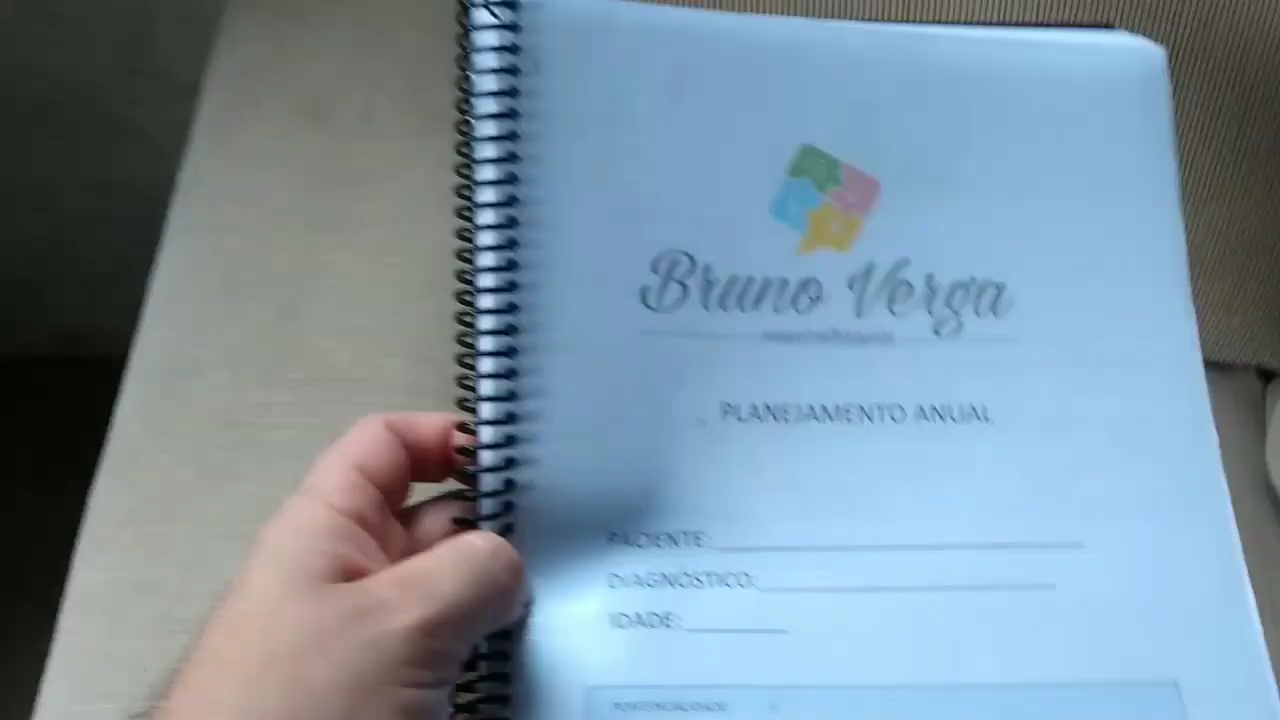 Bruno Verga
PLANEJAMENTO ANUAL
PACIENTE:
DIAGNÓSTICO:
IDADE: